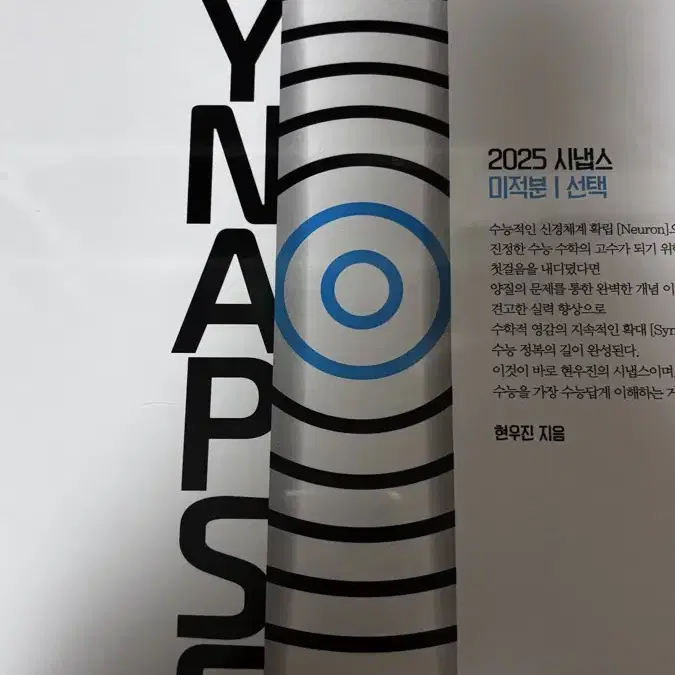 YNAPS
2025 시냅스
미적분 | 선택
수능적인 신경체계 확립 [Neuron]으
진정한 수능 수학의 고수가 되기 위
첫걸음을 내디뎠다면
양질의 문제를 통한 완벽한 개념 이
견고한 실력 향상으로
수학적 영감의 지속적인 확대 [Syn
수능 정복의 길이 완성된다.
이것이 바로 현우진의 시냅스이며,
수능을 가장 수능답게 이해하는 거
현우진 지음